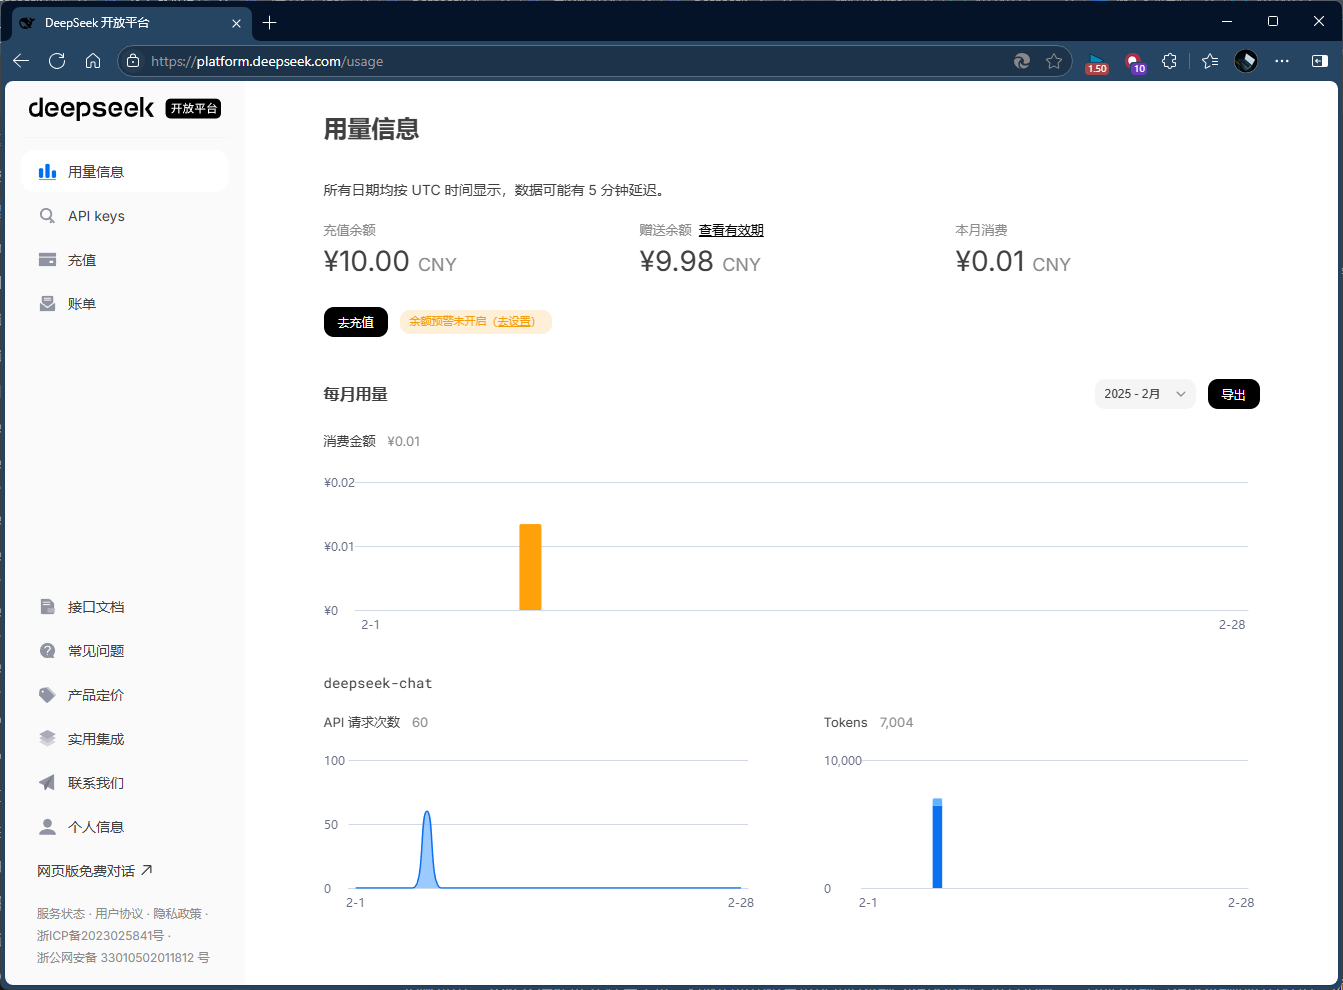 DeepSeek 开放平台
https://platform.deepseek.com/usage
1.50
10
deepseek 开放平台
用量信息
API keys
充值
账单
接口文档
常见问题
产品定价
实用集成
联系我们
个人信息
网页版免费对话
服务状态 · 用户协议 · 隐私政策 ·
浙ICP备2023025841号 ·
浙公网安备 33010502011812 号
用量信息
所有日期均按 UTC 时间显示，数据可能有 5 分钟延迟。
充值余额
¥10.00 CNY
赠送余额 查看有效期
¥9.98 CNY
本月消费
¥0.01 CNY
去充值
余额预警未开启（去设置）
每月用量
2025 - 2月
导出
消费金额 ¥0.01
¥0.02
¥0.01
¥0
2-1
2-28
deepseek-chat
API 请求次数 60
100
50
0
2-1
2-28
Tokens 7,004
10,000
0
2-1
2-28